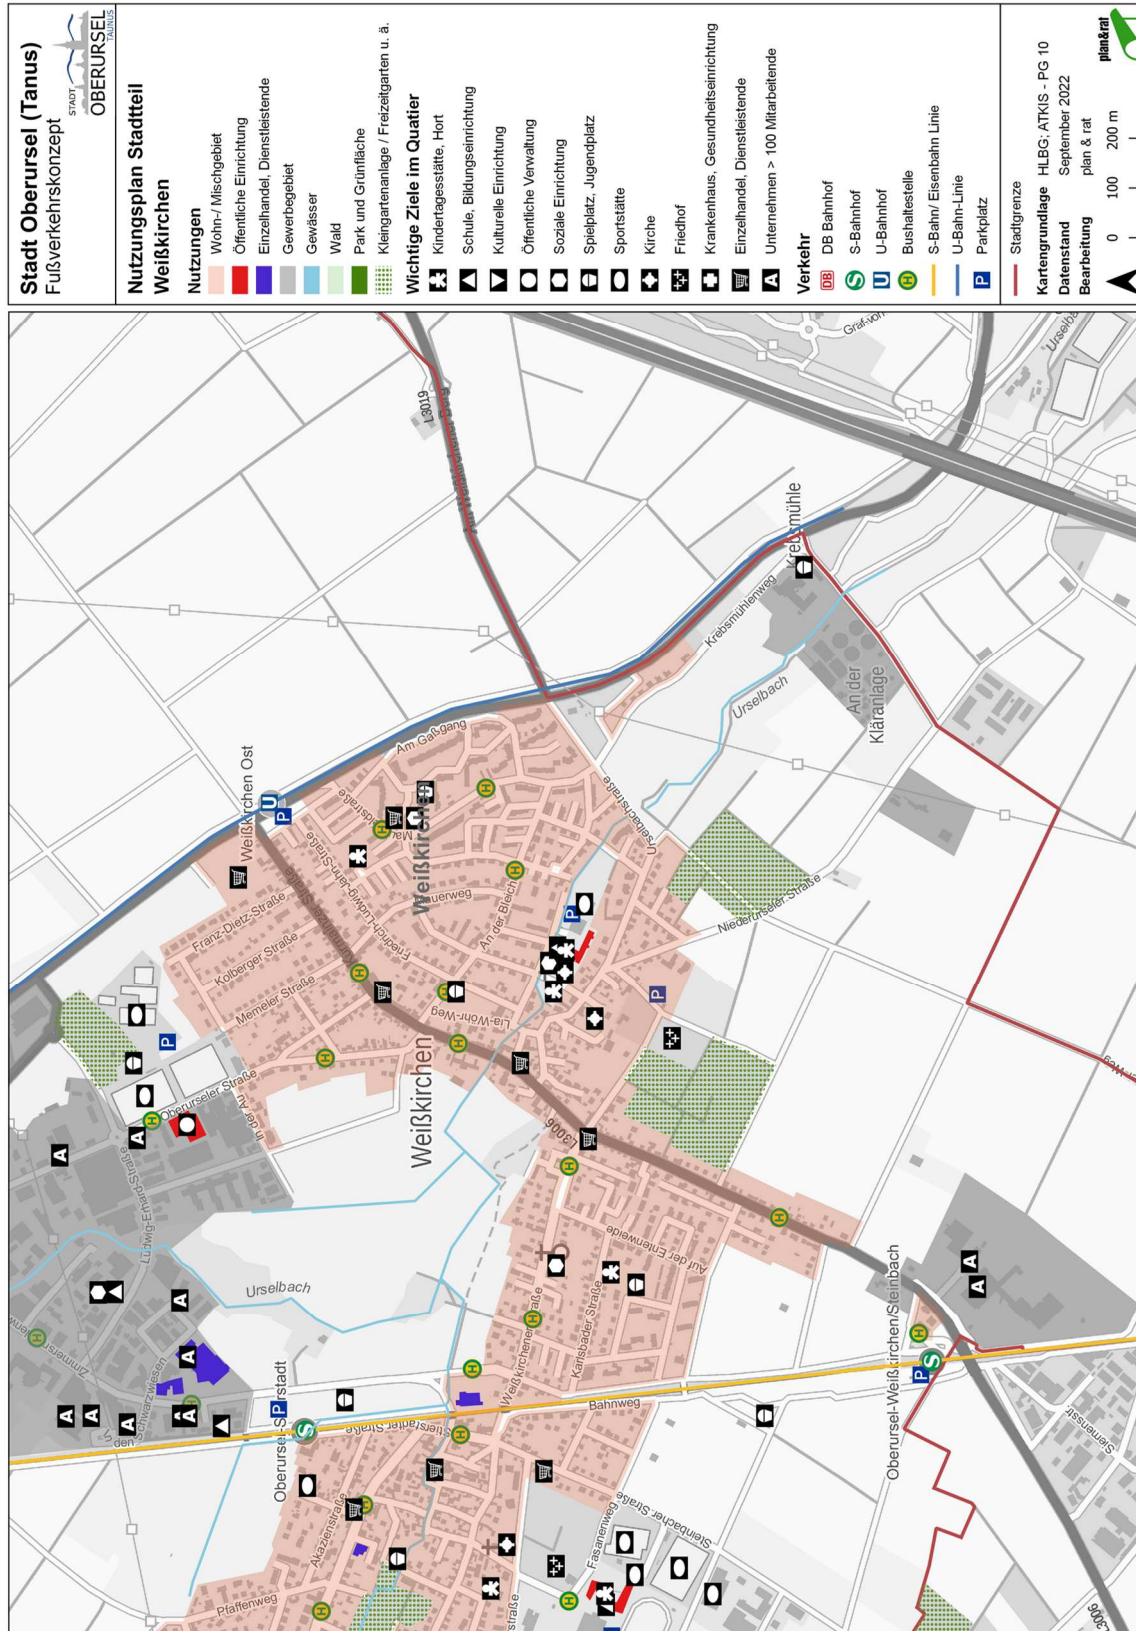 Stadt Oberursel (Tanus)
Fußverkehrskonzept
STADT
OBERURSEL
TAUNUS
Nutzungsplan Stadtteil
Weißkirchen
Nutzungen
Wohn-/ Mischgebiet
Öffentliche Einrichtung
Einzelhandel, Dienstleistende
Gewerbegebiet
Gewässer
Wald
Park und Grünfläche
Kleingartenanlage / Freizeitgarten u. ä.
Wichtige Ziele im Quatier
Kindertagesstätte, Hort
Schule, Bildungseinrichtung
Kulturelle Einrichtung
Öffentliche Verwaltung
Soziale Einrichtung
Spielplatz, Jugendplatz
Sportstätte
Kirche
Friedhof
Krankenhaus, Gesundheitseinrichtung
Einzelhandel, Dienstleistende
A Unternehmen > 100 Mitarbeitende
Verkehr
DB DB Bahnhof
S S-Bahnhof
U U-Bahnhof
H Bushaltestelle
S-Bahn/ Eisenbahn Linie
U-Bahn-Linie
P Parkplatz
Stadtgrenze
Kartengrundlage HLBG; ATKIS - PG 10
Datenstand September 2022
Bearbeitung plan & rat
0 100 200 m
plan&rat
Weißkirchen Ost
Am Gaßgang
Franz-Dietz-Straße
Kolberger Straße
Memeler Straße
Friedrich-Ludwig-Jahn-Straße
An der Bleich
Lia-Wöhr-Weg
Weißkirchen
Weißkirchen
Oberurseler Straße
In der Au
Ludwig-Erhard-Straße
Urselbach
Oberursel-Stierstadt
Stierstadter Straße
Weißkirchener Straße
Karlsbader Straße
Auf der Entenweide
Bahnweg
Akazienstraße
Pfaffenweg
Fasanenweg
Steinbacher Straße
Siemensstr.
Oberursel-Weißkirchen/Steinbach
L3006
L3006
L3019
Urselbachstraße
Niederurseler Straße
Urselbach
Krebsmühlenweg
Krebsmühle
An der
Kläranlage